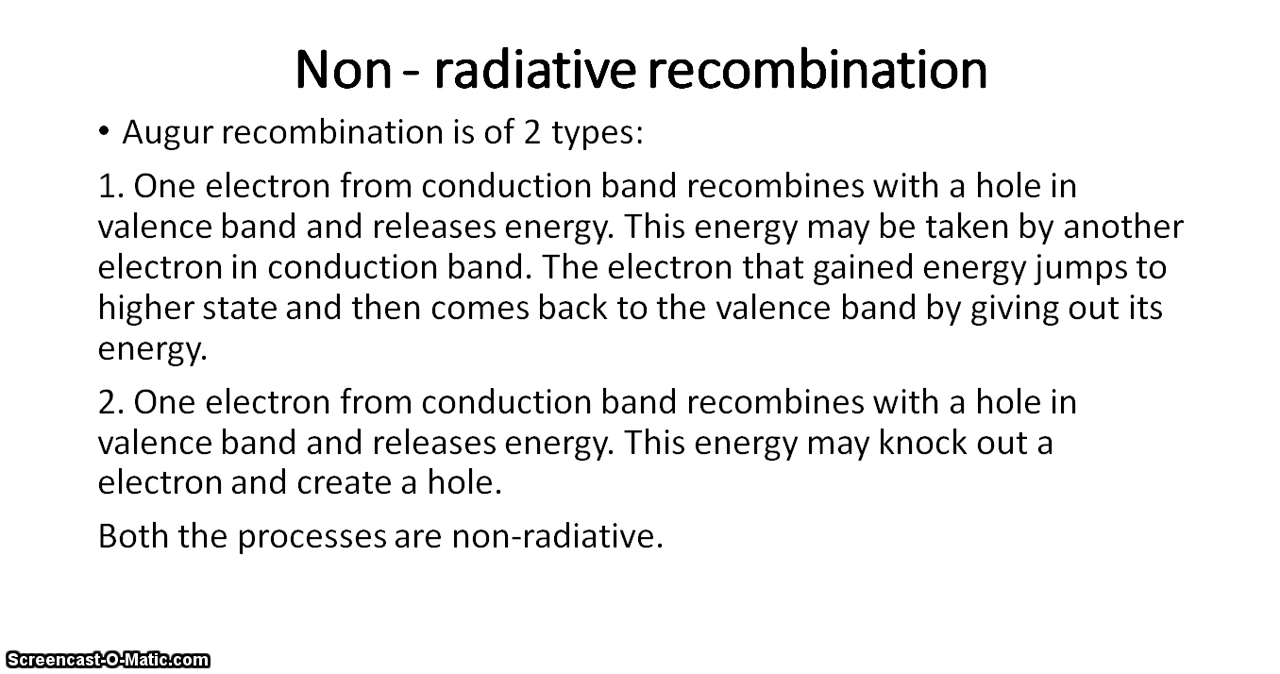 Non - radiative recombination
• Augur recombination is of 2 types:
1. One electron from conduction band recombines with a hole in
valence band and releases energy. This energy may be taken by another
electron in conduction band. The electron that gained energy jumps to
higher state and then comes back to the valence band by giving out its
energy.
2. One electron from conduction band recombines with a hole in
valence band and releases energy. This energy may knock out a
electron and create a hole.
Both the processes are non-radiative.
Screencast-O-Matic.com